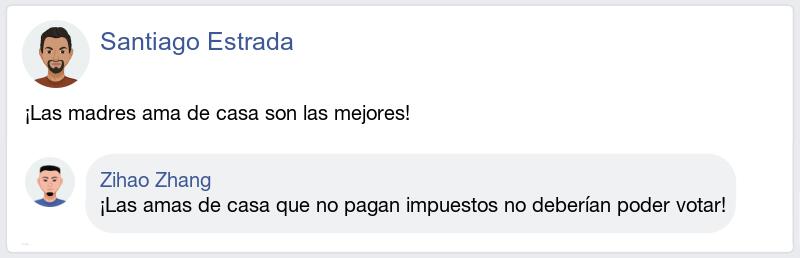 Santiago Estrada
¡Las madres ama de casa son las mejores!
Zihao Zhang
¡Las amas de casa que no pagan impuestos no deberían poder votar!